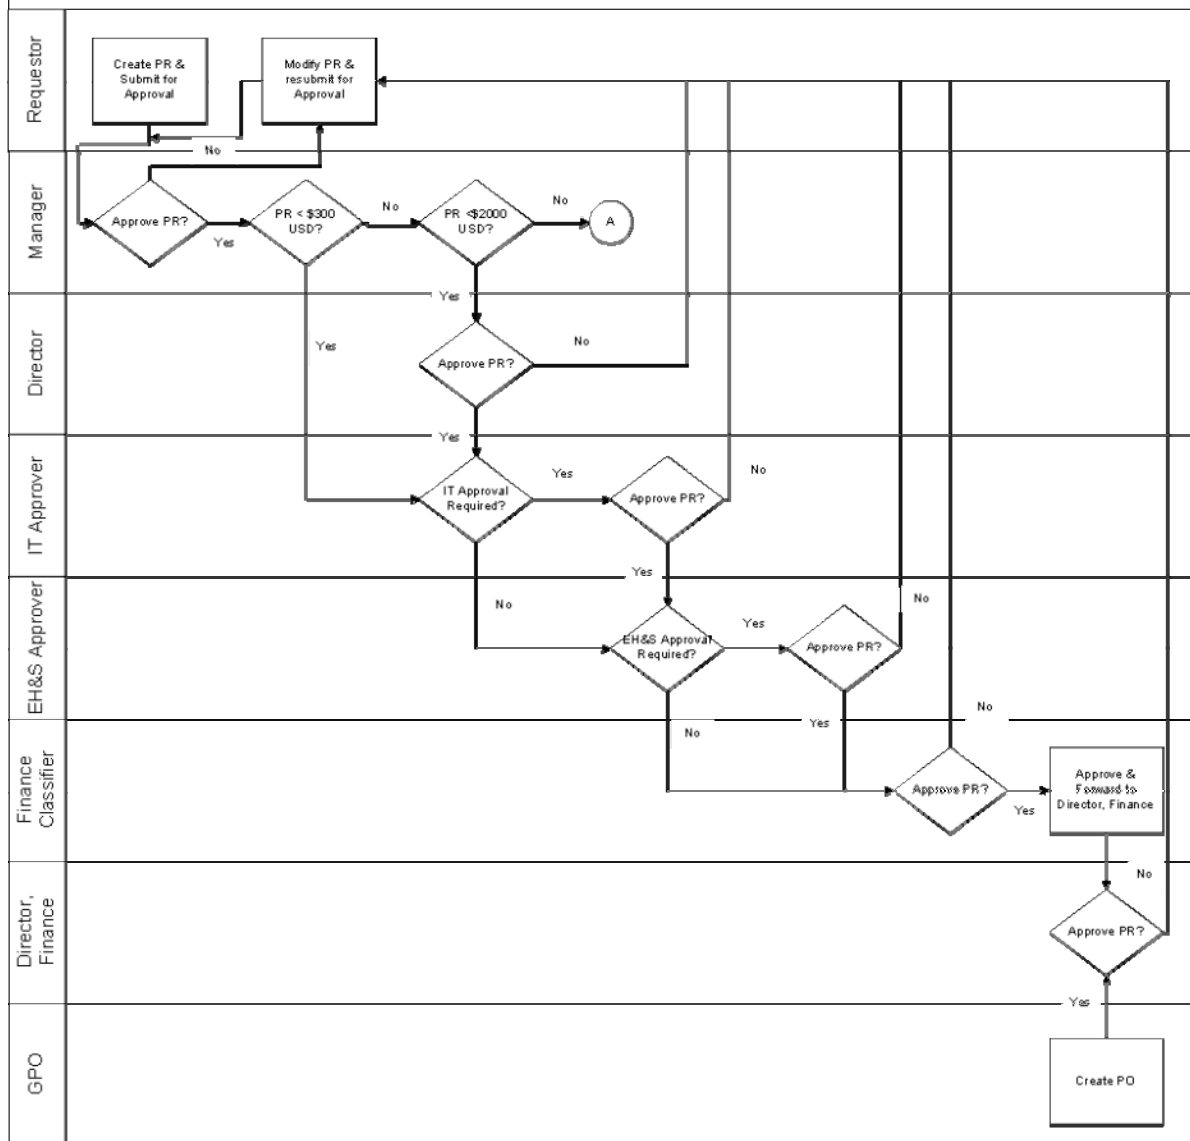 Requestor
Create PR &
Submit for
Approval
Modify PR &
resubmit for
Approval
No
Manager
Approve PR?
Yes
PR < $300
USD?
No
PR <$2000
USD?
No
A
Yes
Director
Yes
Approve PR?
No
Yes
IT Approver
IT Approval
Required?
Yes
Approve PR?
No
Yes
EH&S Approver
No
EH&S Approval
Required?
Yes
Approve PR?
No
No
Yes
No
Finance
Classifier
Approve PR?
Yes
Approve &
Forward to
Director, Finance
Director,
Finance
No
Approve PR?
Yes
GPO
Create PO